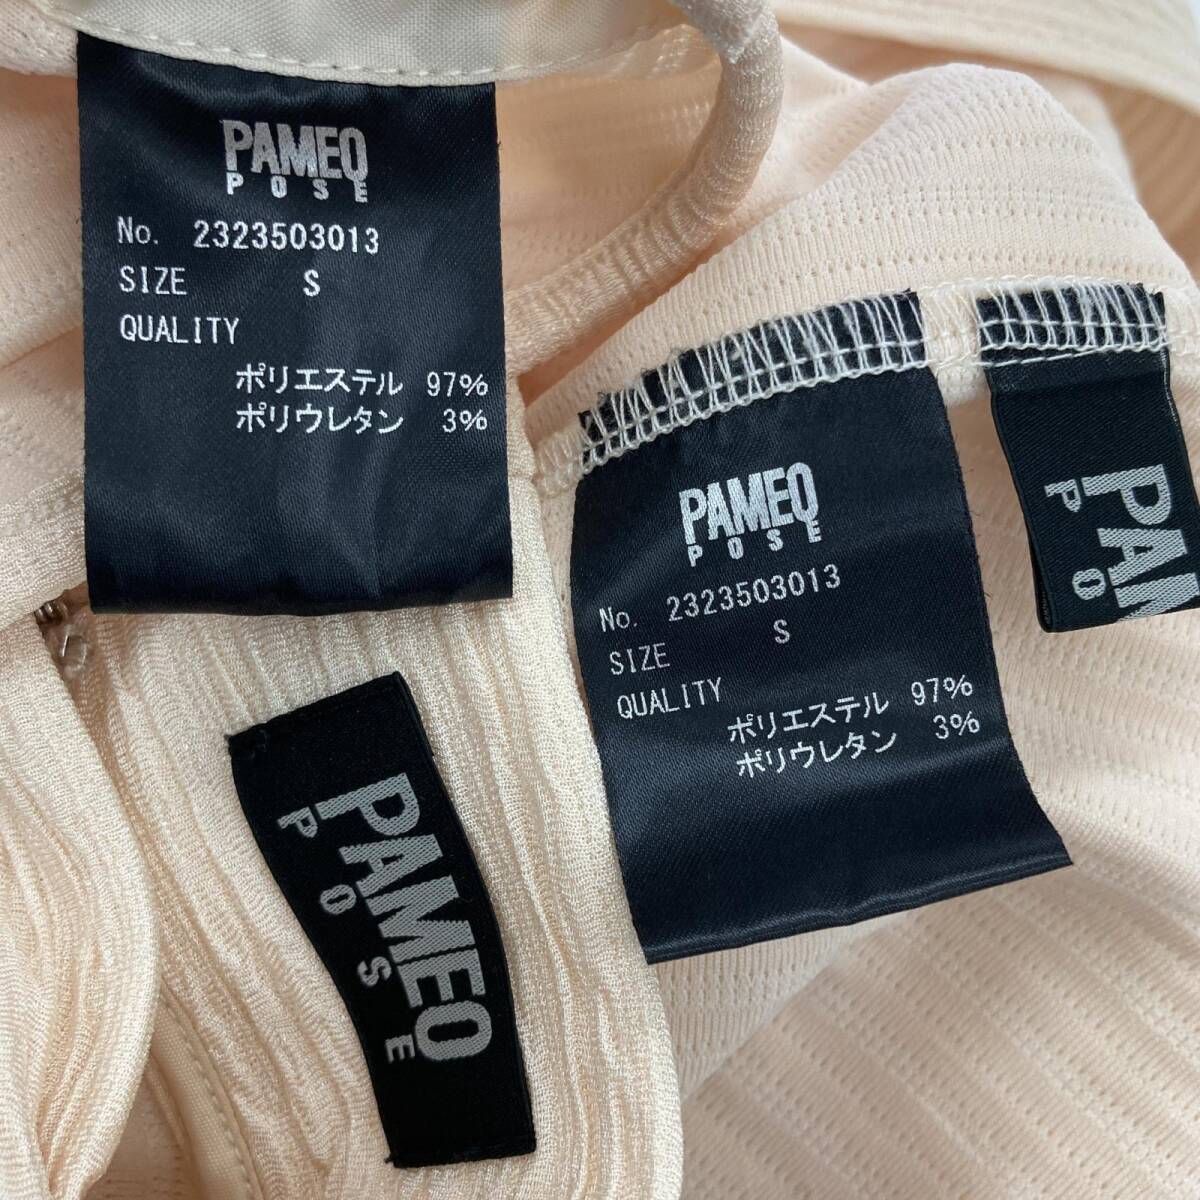 PAMEO
POSE
No. 2323503013
SIZE S
QUALITY
ポリエステル 97%
ポリウレタン 3%
PAMEO
POSE
No. 2323503013
SIZE S
QUALITY
ポリエステル 97%
ポリウレタン 3%
PAM
PO
PAMEO
POSE